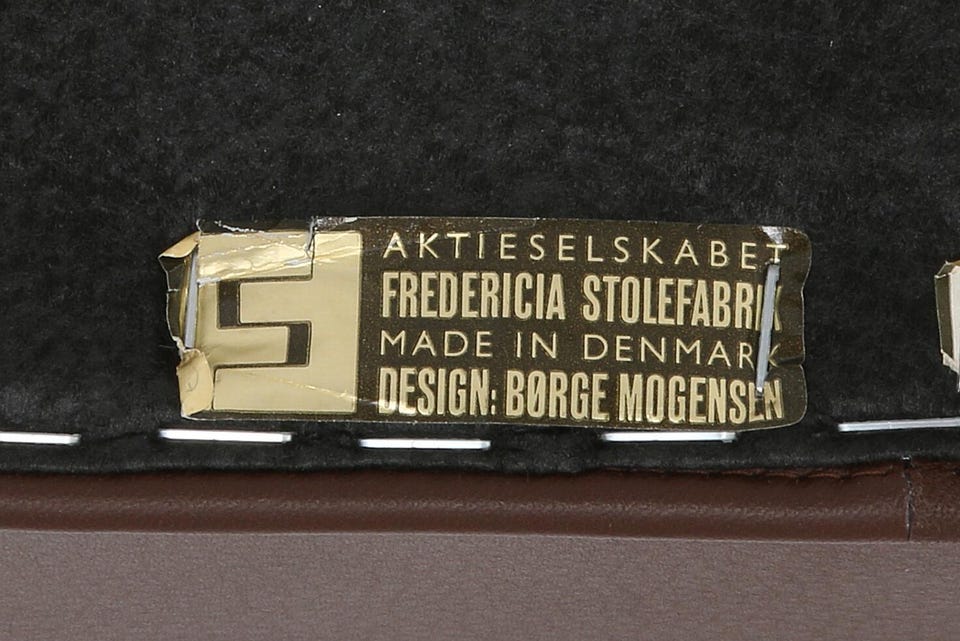 AKTIESELSKABET
FREDERICIA STOLEFABRIK
MADE IN DENMARK
DESIGN: BØRGE MOGENSEN